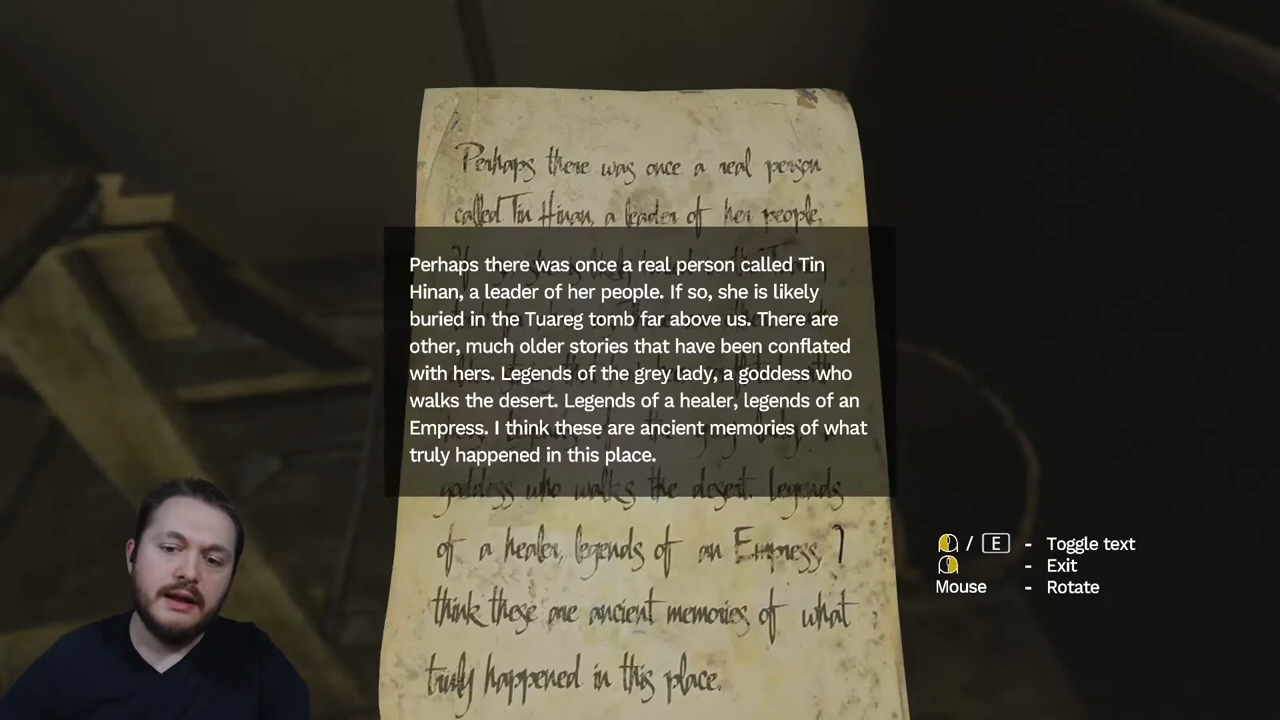 Perhaps there was once a real person
called Tin Hinan, a leader of her people.
Perhaps there was once a real person called Tin
Hinan, a leader of her people. If so, she is likely
buried in the Tuareg tomb far above us. There are
other, much older stories that have been conflated
with hers. Legends of the grey lady, a goddess who
walks the desert. Legends of a healer, legends of an
Empress. I think these are ancient memories of what
truly happened in this place.
goddess who walks the desert. Legends
of a healer, legends of an Empress I
think these are ancient memories of what
truly happened in this place.
/ E - Toggle text
- Exit
Mouse - Rotate